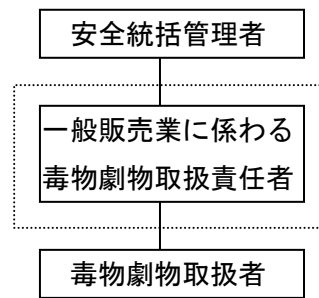 安全統括管理者
一般販売業に係わる
毒物劇物取扱責任者
毒物劇物取扱者